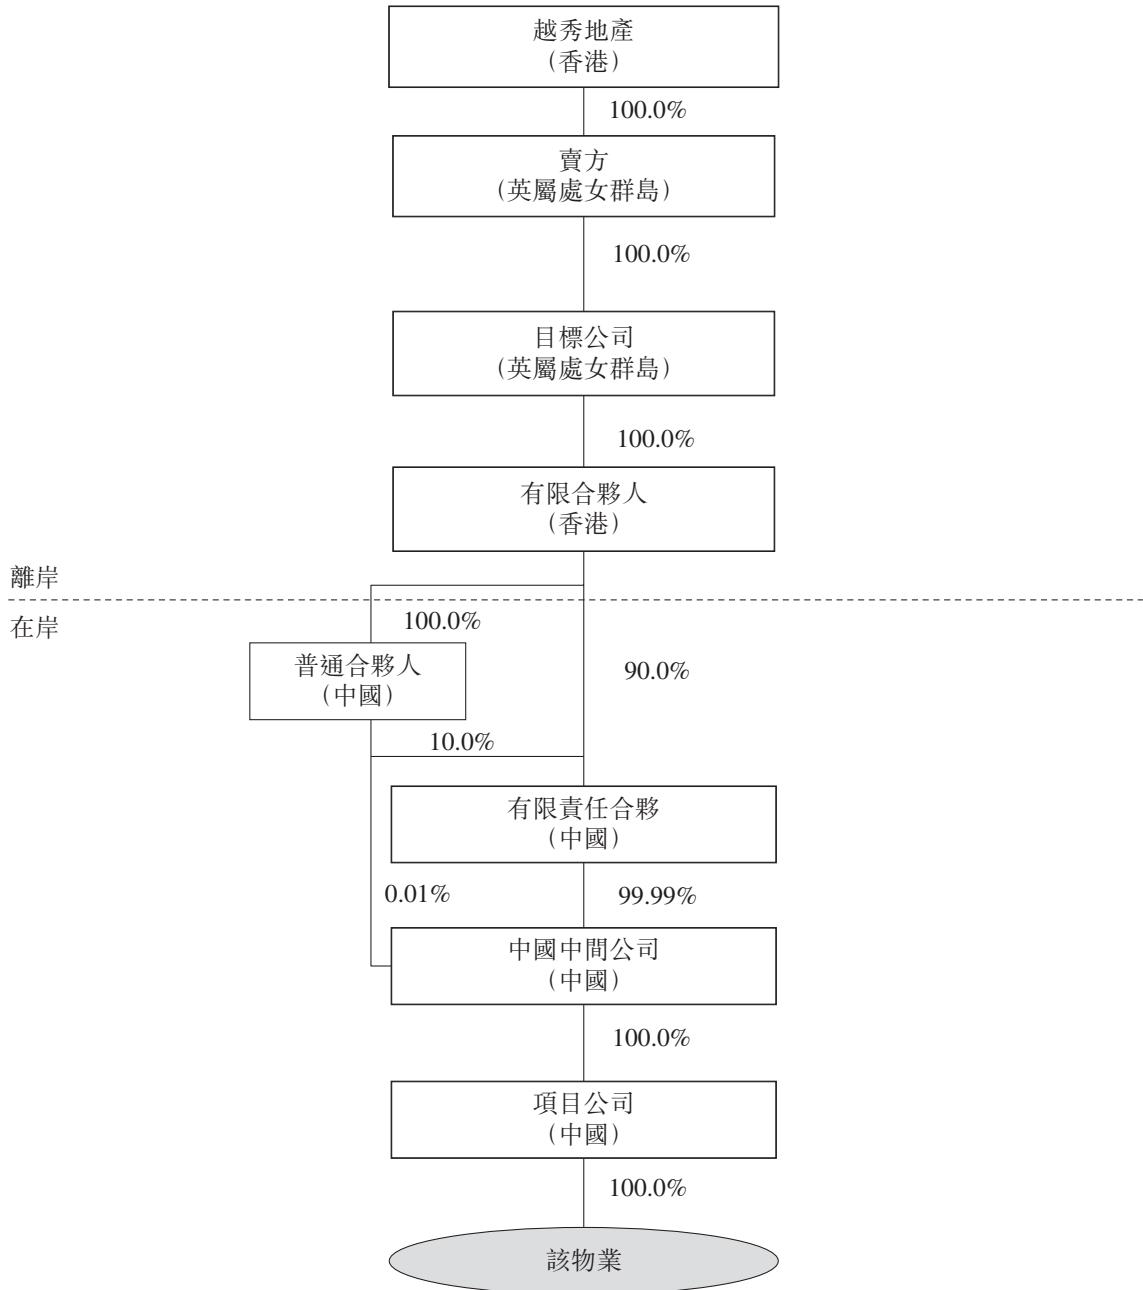 越秀地產
（香港）
100.0%
賣方
（英屬處女群島）
100.0%
目標公司
（英屬處女群島）
100.0%
有限合夥人
（香港）
離岸
在岸
100.0%
普通合夥人
（中國）
90.0%
10.0%
有限責任合夥
（中國）
0.01%
99.99%
中國中間公司
（中國）
100.0%
項目公司
（中國）
100.0%
該物業